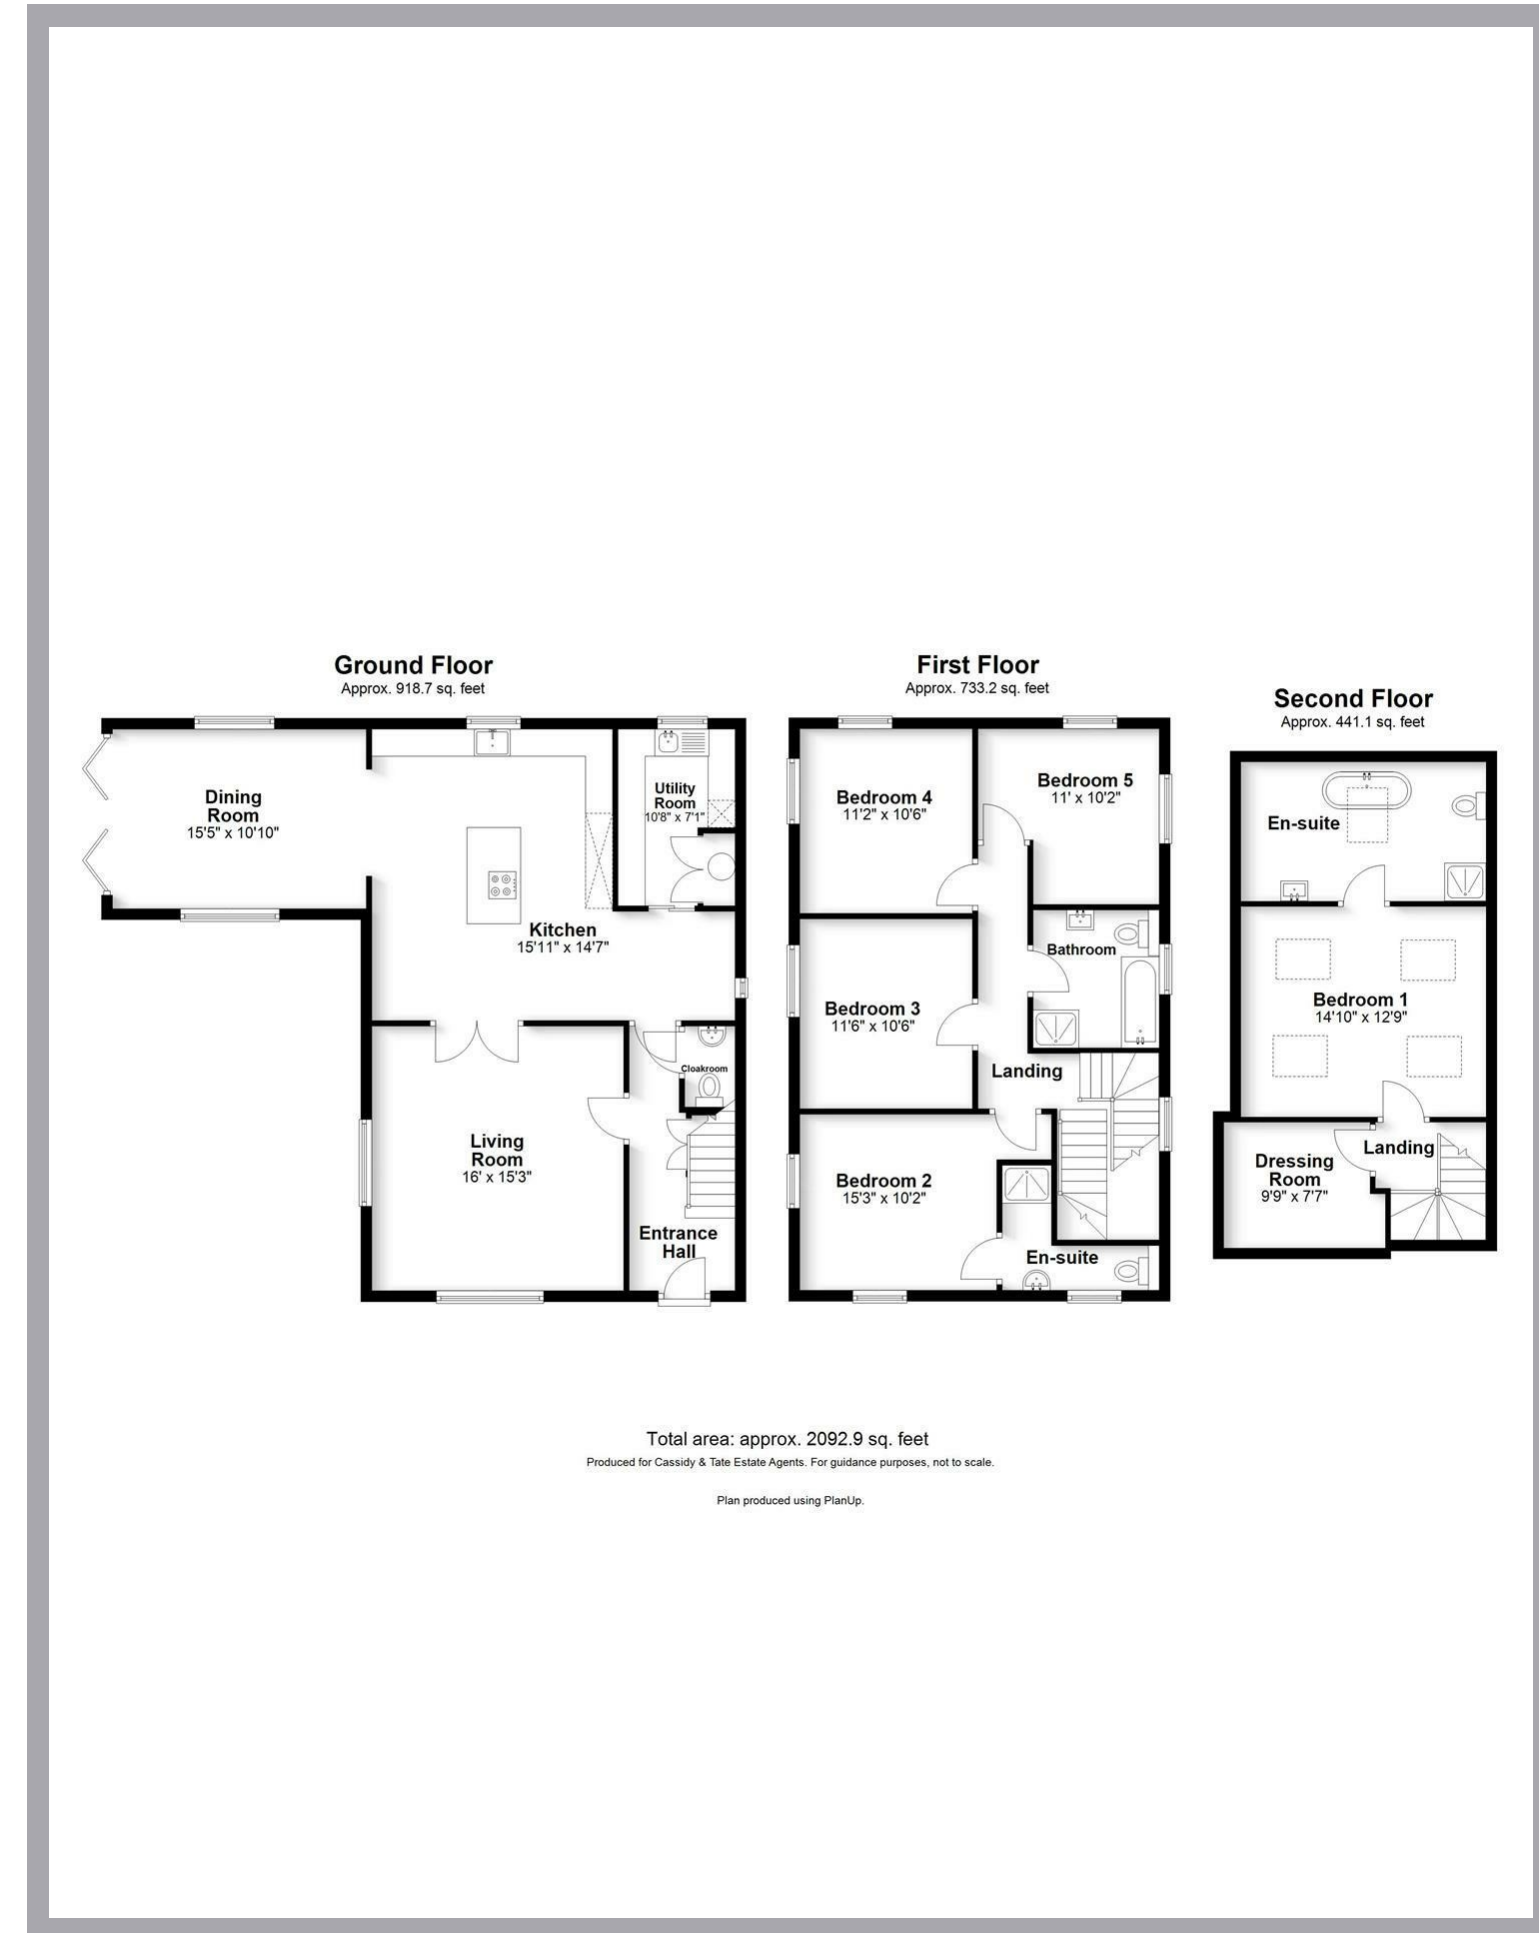 Ground Floor
Approx. 918.7 sq. feet
Dining
Room
15'5" x 10'10"
Utility
Room
10'8" x 7'1"
Kitchen
15'11" x 14'7"
Cloakroom
Living
Room
16' x 15'3"
Entrance
Hall
First Floor
Approx. 733.2 sq. feet
Bedroom 4
11'2" x 10'6"
Bedroom 5
11' x 10'2"
Bathroom
Bedroom 3
11'6" x 10'6"
Landing
Bedroom 2
15'3" x 10'2"
En-suite
Second Floor
Approx. 441.1 sq. feet
En-suite
Bedroom 1
14'10" x 12'9"
Landing
Dressing
Room
9'9" x 7'7"
Total area: approx. 2092.9 sq. feet
Produced for Cassidy & Tate Estate Agents. For guidance purposes, not to scale.
Plan produced using PlanUp.